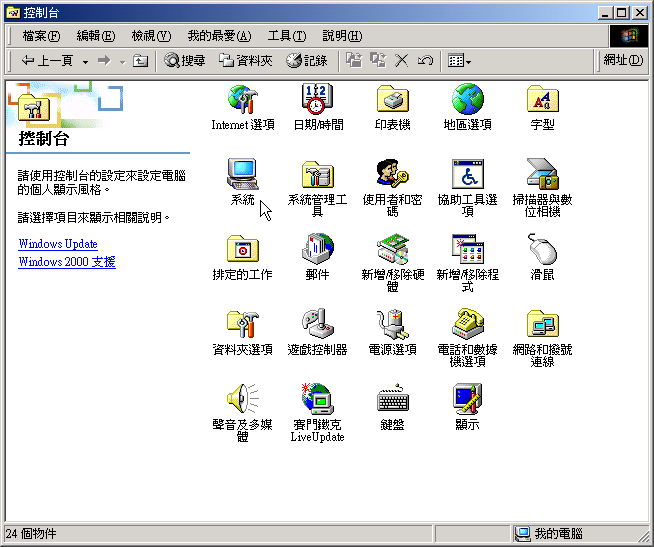 控制台
檔案(F) 編輯(E) 檢視(V) 我的最愛(A) 工具(T) 說明(H)
上一頁 搜尋 資料夾 記錄 網址(D)
控制台
請使用控制台的設定來設定電腦
的個人顯示風格。
請選擇項目來顯示相關說明。
Windows Update
Windows 2000 支援
Internet 選項
日期/時間
印表機
地區選項
字型
系統
系統管理工
具
使用者和密
碼
協助工具選
項
掃描器與數
位相機
排定的工作
郵件
新增/移除硬
體
新增/移除程
式
滑鼠
資料夾選項
遊戲控制器
電源選項
電話和數據
機選項
網路和撥號
連線
聲音及多媒
體
賽門鐵克
LiveUpdate
鍵盤
顯示
24 個物件
我的電腦